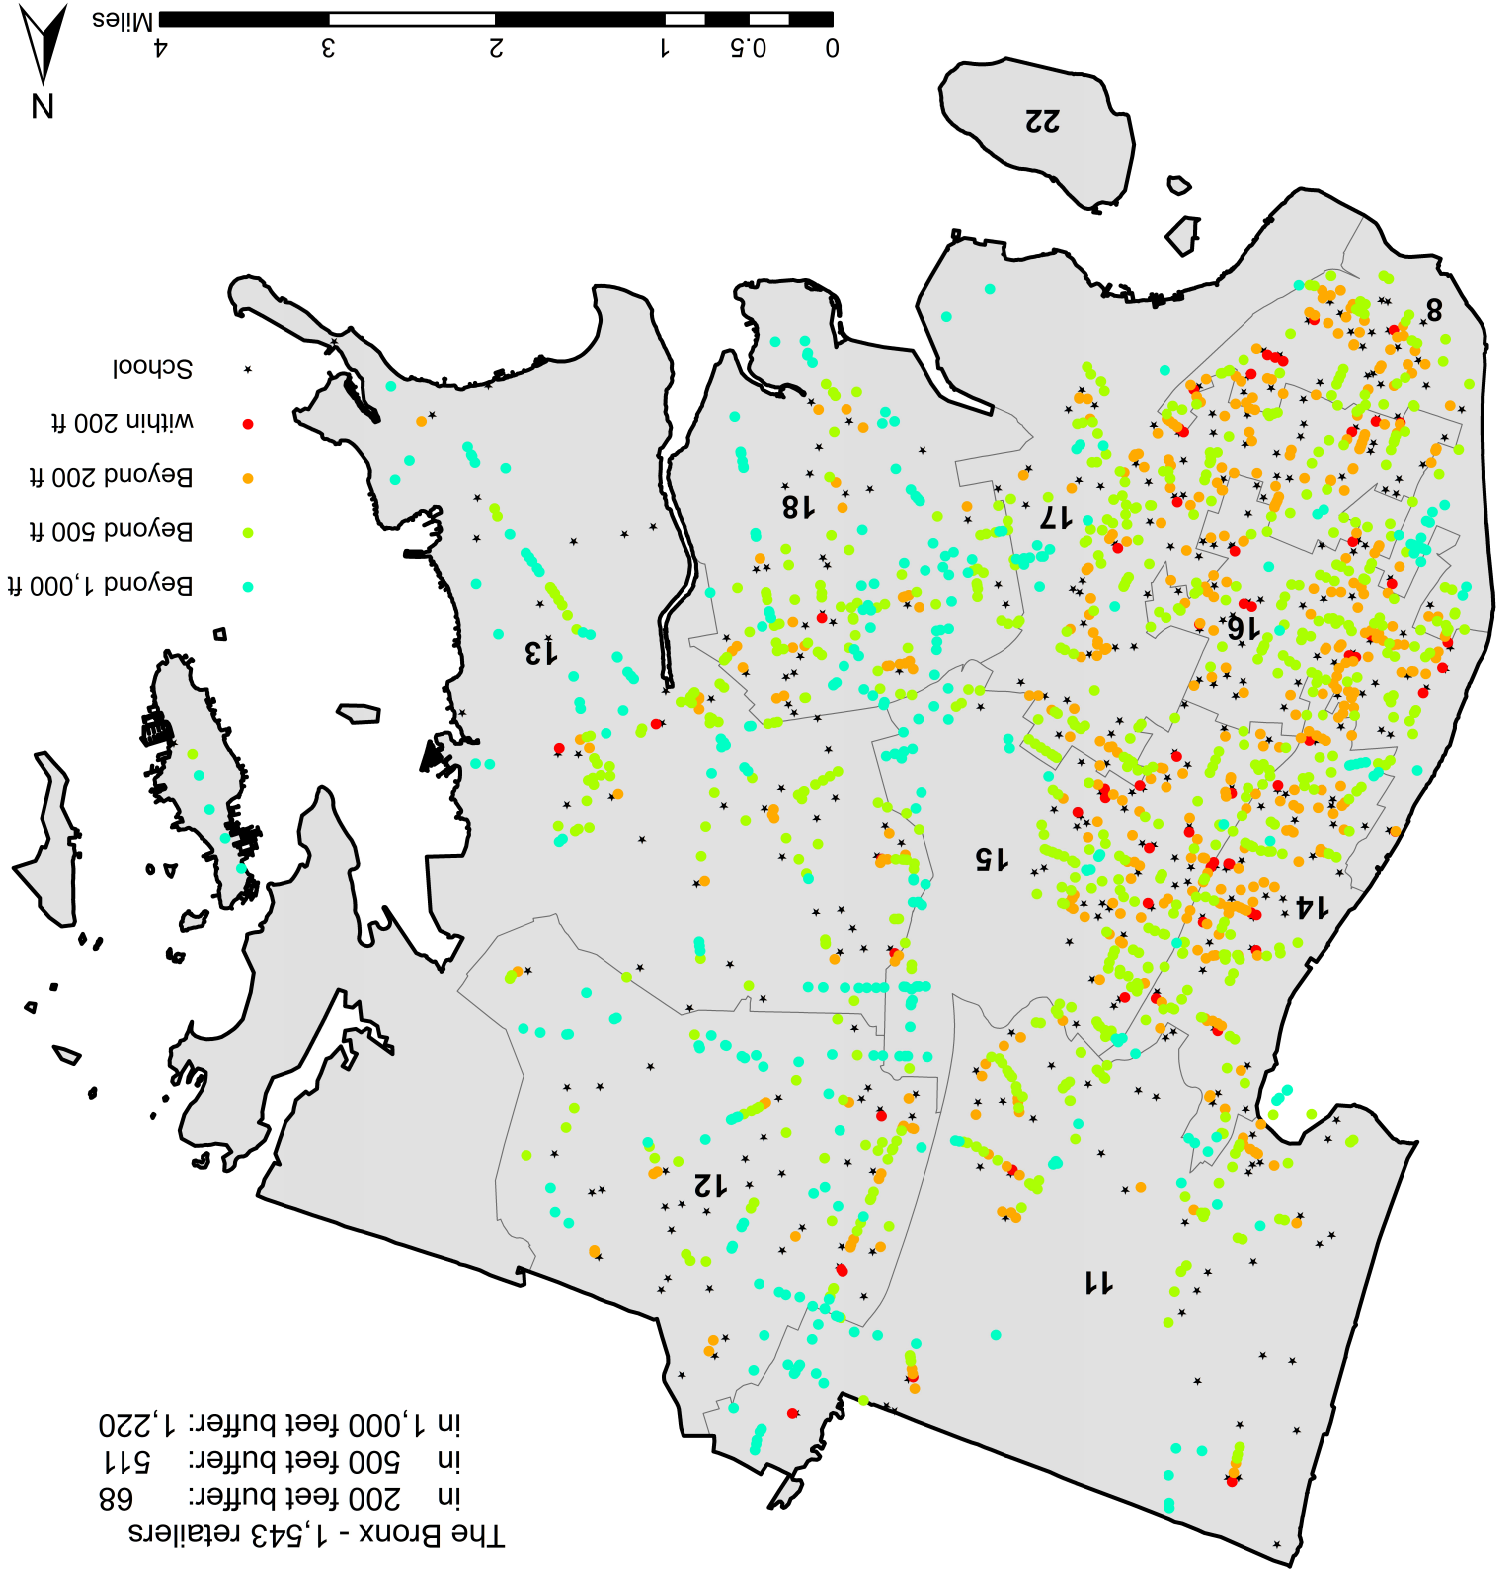 The Bronx - 1,543 retailers
in 200 feet buffer: 68
in 500 feet buffer: 511
in 1,000 feet buffer: 1,220
11
12
14
15
13
16
17
18
8
22
Beyond 1,000 ft
Beyond 500 ft
Beyond 200 ft
within 200 ft
School
N
0 0.5 1 2 3 4
Miles